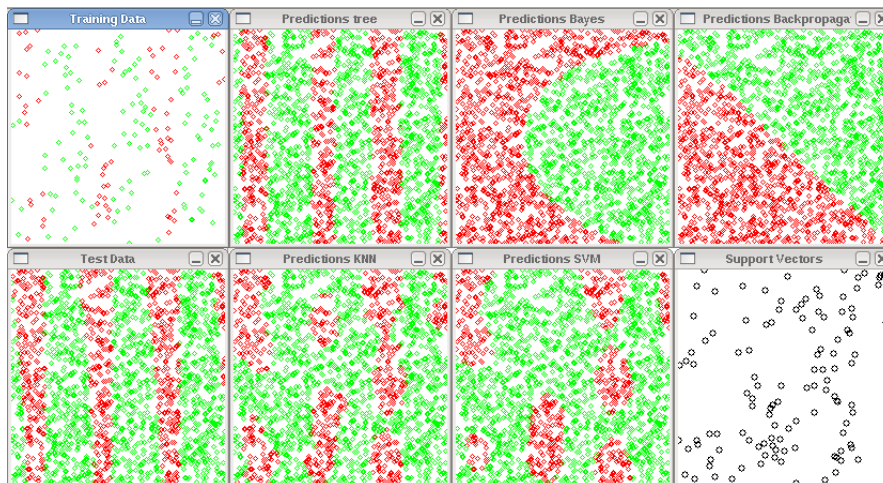 Training Data
Predictions tree
Predictions Bayes
Predictions Backpropaga
Test Data
Predictions KNN
Predictions SVM
Support Vectors